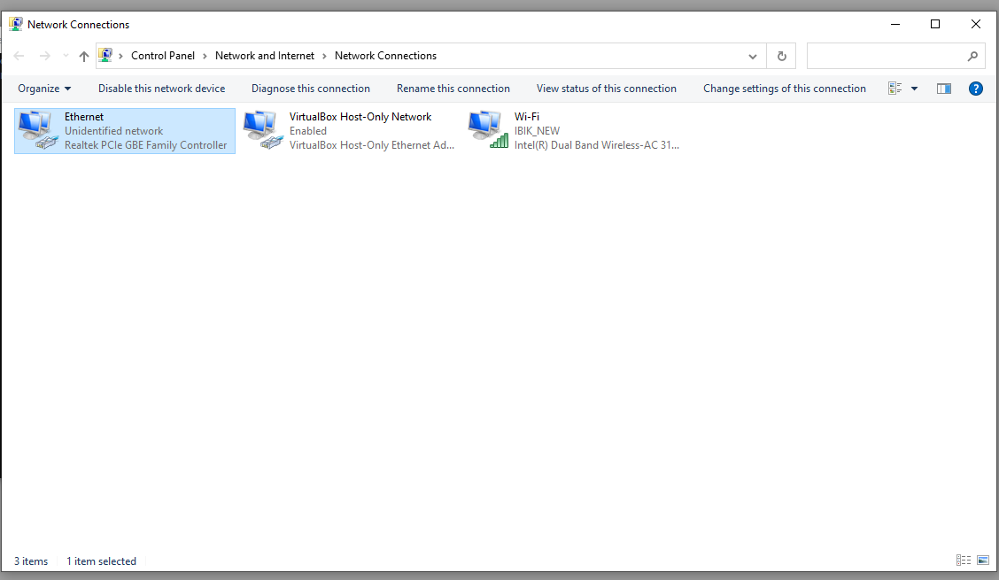 Network Connections
Control Panel > Network and Internet > Network Connections
Organize Disable this network device Diagnose this connection Rename this connection View status of this connection Change settings of this connection
Ethernet
Unidentified network
Realtek PCIe GBE Family Controller
VirtualBox Host-Only Network
Enabled
VirtualBox Host-Only Ethernet Ad...
Wi-Fi
IBIK_NEW
Intel(R) Dual Band Wireless-AC 31...
3 items 1 item selected